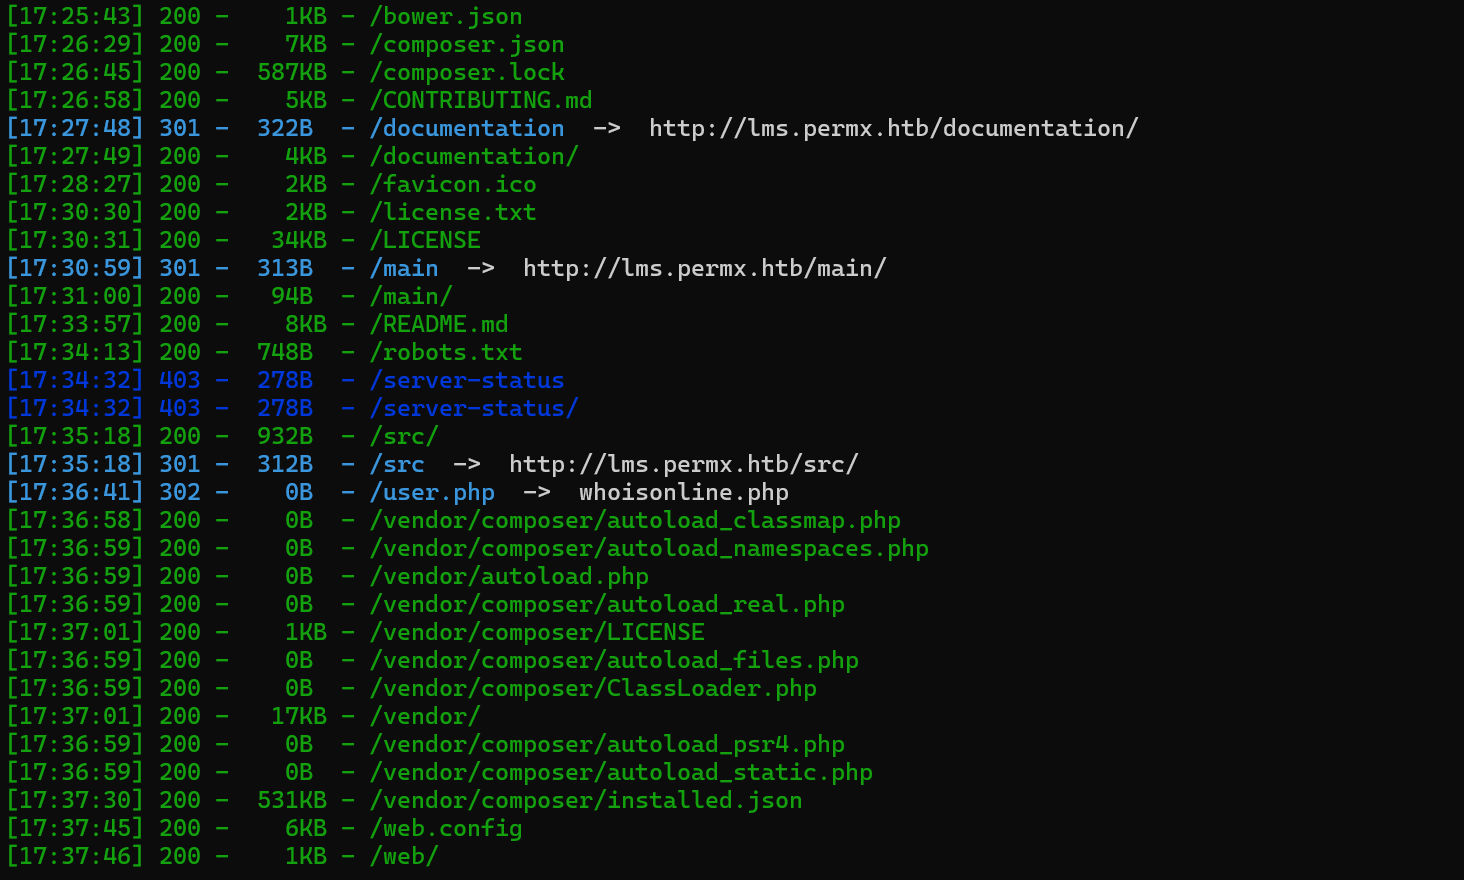 [17:25:43] 200 -    1KB - /bower.json
[17:26:29] 200 -    7KB - /composer.json
[17:26:45] 200 -  587KB - /composer.lock
[17:26:58] 200 -    5KB - /CONTRIBUTING.md
[17:27:48] 301 -  322B  - /documentation  ->  http://lms.permx.htb/documentation/
[17:27:49] 200 -    4KB - /documentation/
[17:28:27] 200 -    2KB - /favicon.ico
[17:30:30] 200 -    2KB - /license.txt
[17:30:31] 200 -   34KB - /LICENSE
[17:30:59] 301 -  313B  - /main  ->  http://lms.permx.htb/main/
[17:31:00] 200 -   94B  - /main/
[17:33:57] 200 -    8KB - /README.md
[17:34:13] 200 -  748B  - /robots.txt
[17:34:32] 403 -  278B  - /server-status
[17:34:32] 403 -  278B  - /server-status/
[17:35:18] 200 -  932B  - /src/
[17:35:18] 301 -  312B  - /src  ->  http://lms.permx.htb/src/
[17:36:41] 302 -    0B  - /user.php  ->  whoisonline.php
[17:36:58] 200 -    0B  - /vendor/composer/autoload_classmap.php
[17:36:59] 200 -    0B  - /vendor/composer/autoload_namespaces.php
[17:36:59] 200 -    0B  - /vendor/autoload.php
[17:36:59] 200 -    0B  - /vendor/composer/autoload_real.php
[17:37:01] 200 -    1KB - /vendor/composer/LICENSE
[17:36:59] 200 -    0B  - /vendor/composer/autoload_files.php
[17:36:59] 200 -    0B  - /vendor/composer/ClassLoader.php
[17:37:01] 200 -   17KB - /vendor/
[17:36:59] 200 -    0B  - /vendor/composer/autoload_psr4.php
[17:36:59] 200 -    0B  - /vendor/composer/autoload_static.php
[17:37:30] 200 -  531KB - /vendor/composer/installed.json
[17:37:45] 200 -    6KB - /web.config
[17:37:46] 200 -    1KB - /web/